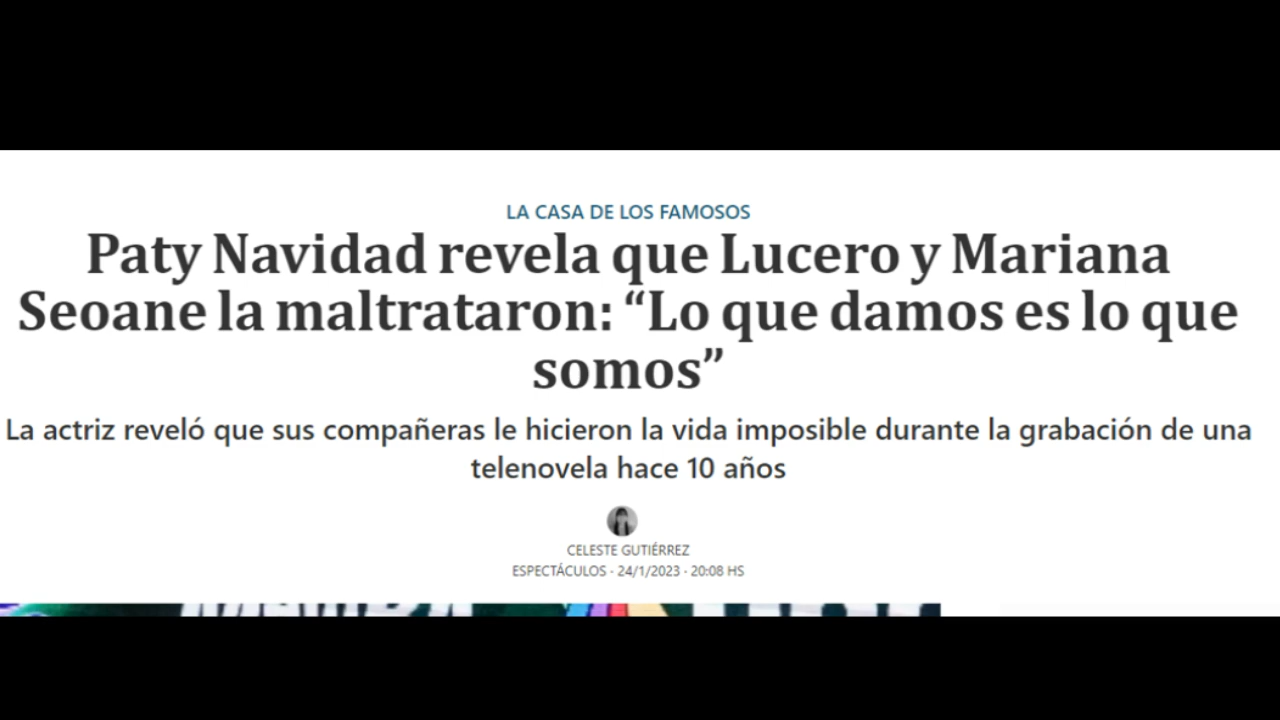 LA CASA DE LOS FAMOSOS
Paty Navidad revela que Lucero y Mariana
Seoane la maltrataron: “Lo que damos es lo que
somos”
La actriz reveló que sus compañeras le hicieron la vida imposible durante la grabación de una
telenovela hace 10 años
CELESTE GUTIÉRREZ
ESPECTÁCULOS · 24/1/2023 · 20:08 HS